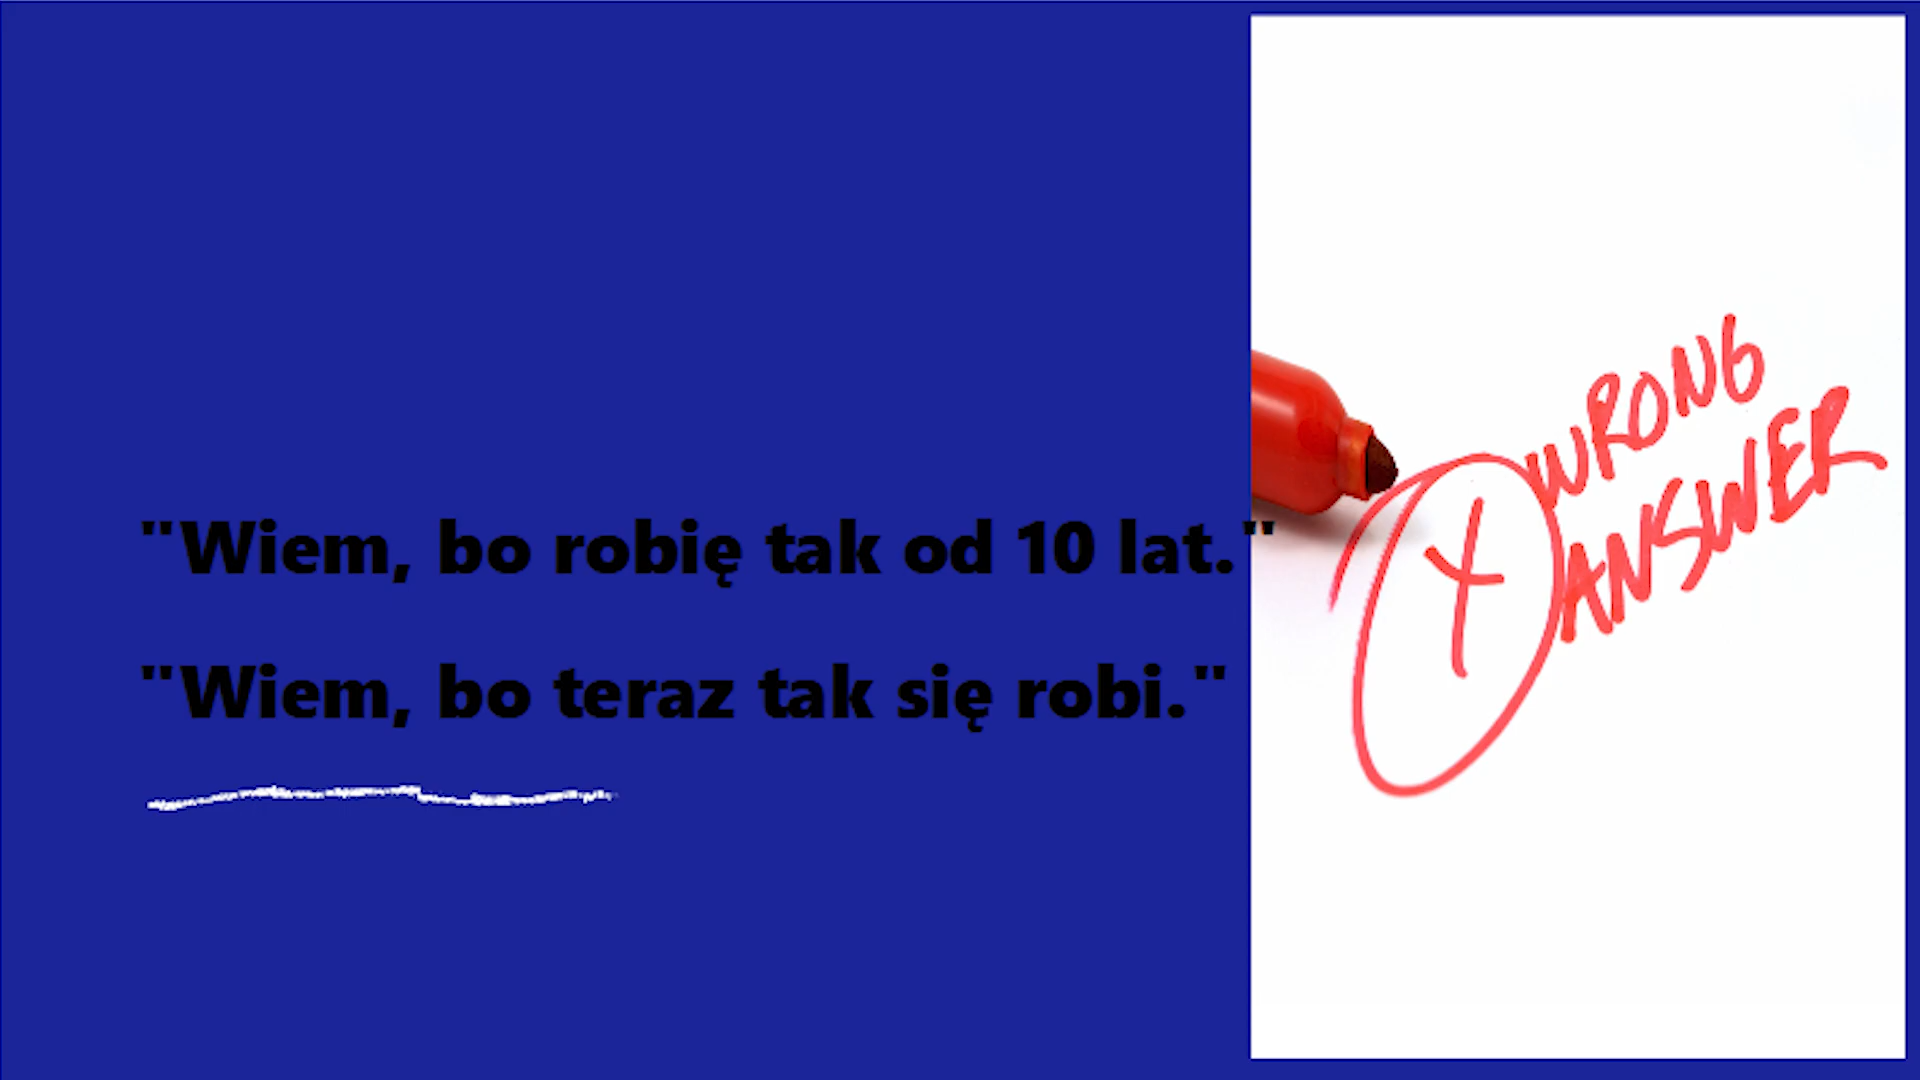 "Wiem, bo robię tak od 10 lat."
"Wiem, bo teraz tak się robi."
WRONG
ANSWER